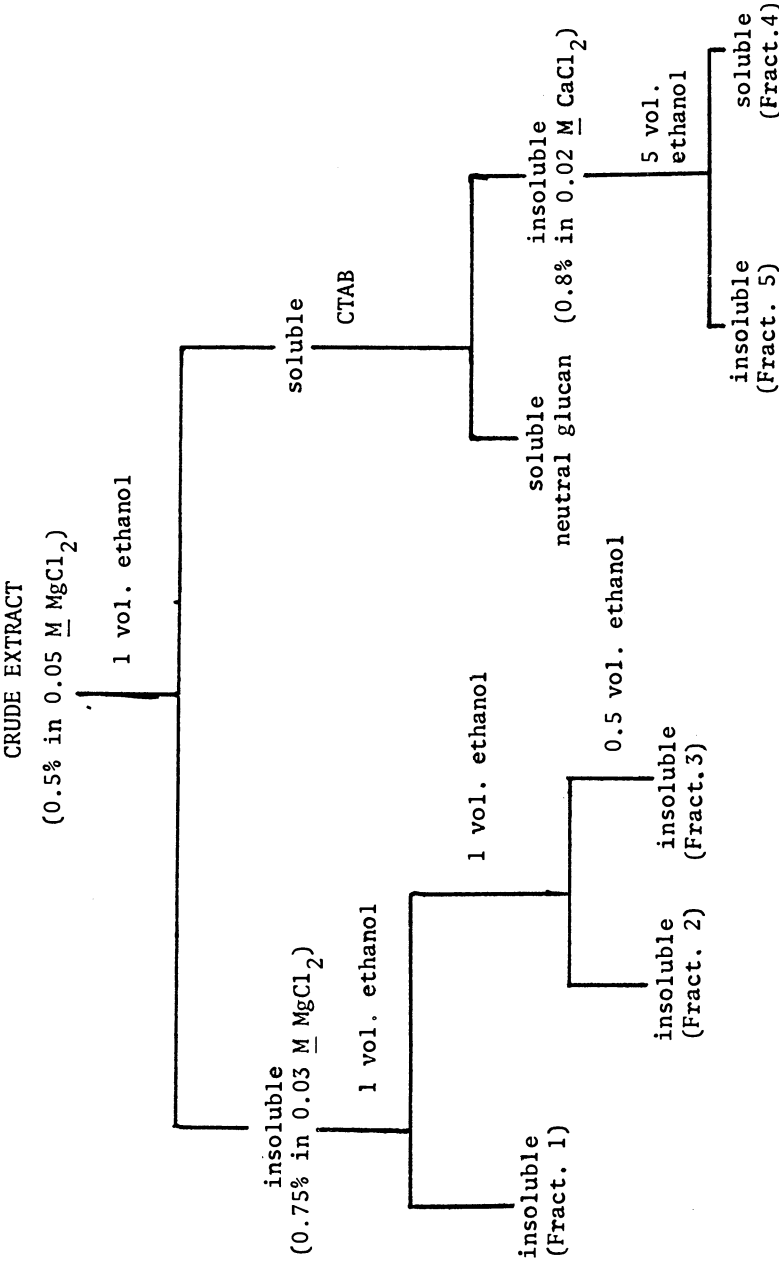 CRUDE EXTRACT
(0.5% in 0.05 M MgCl2)
1 vol. ethanol
insoluble
(0.75% in 0.03 M MgCl2)
1 vol. ethanol
insoluble
(Fract. 1)
1 vol. ethanol
insoluble
(Fract. 2)
0.5 vol. ethanol
insoluble
(Fract.3)
soluble
CTAB
soluble
neutral glucan
insoluble
(0.8% in 0.02 M CaCl2)
5 vol.
ethanol
insoluble
(Fract. 5)
soluble
(Fract.4)